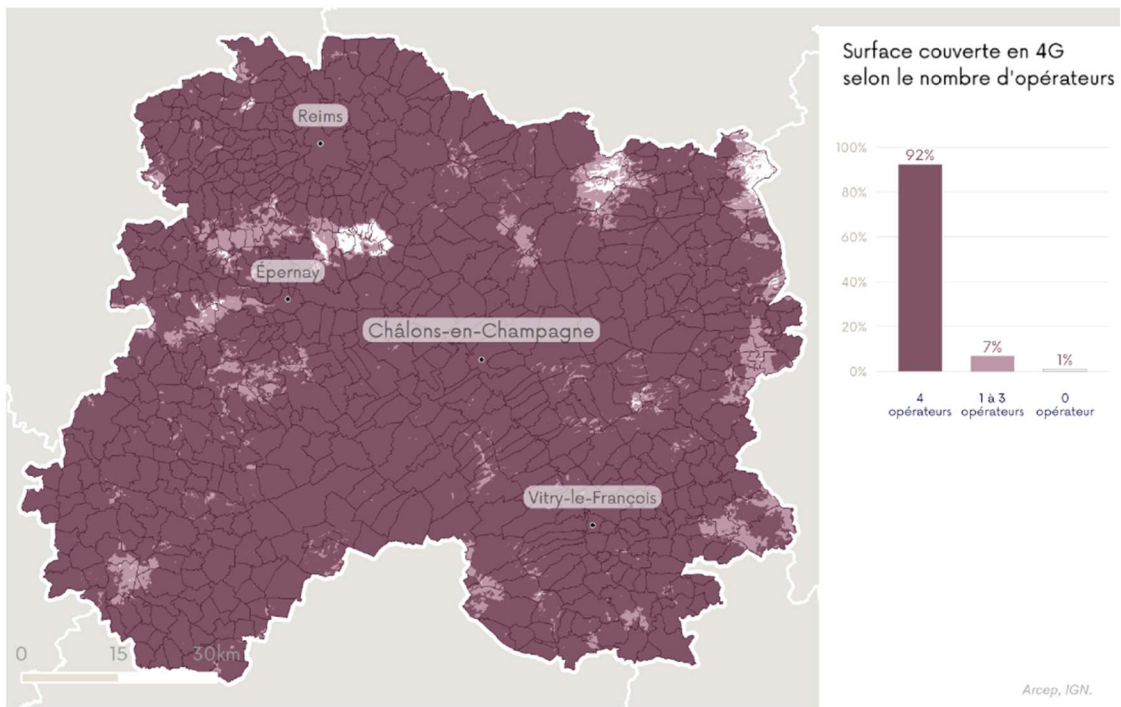 Surface couverte en 4G
selon le nombre d'opérateurs
Reims
Épernay
Châlons-en-Champagne
Vitry-le-François
0 15 30km
100%
80%
60%
40%
20%
0%
92%
7%
1%
4
opérateurs
1 à 3
opérateurs
0
opérateur
Arcep, IGN.